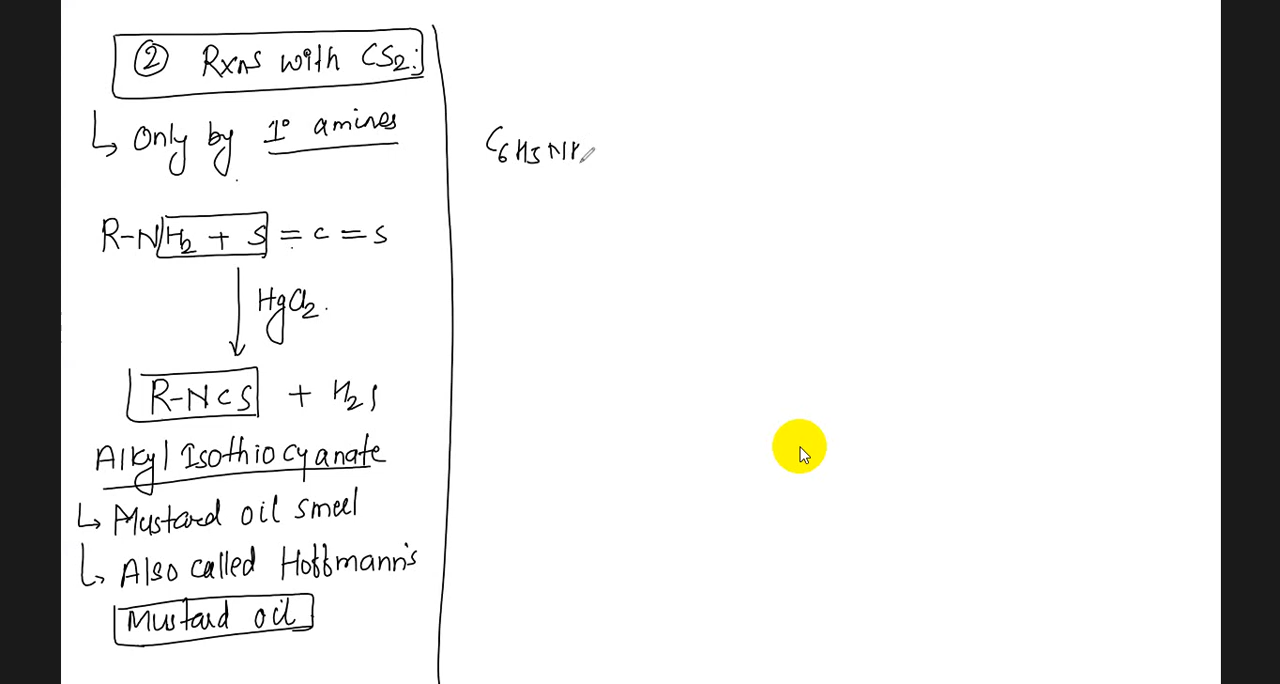 ② Rxns with CS2:
↳ Only by 1° amines
R-NH2 + S = C = S
HgCl2.
R-NCS + H2S
Alkyl Isothiocyanate
↳ Mustard oil smell
↳ Also called Hoffmann's
Mustard oil
C6H5NH